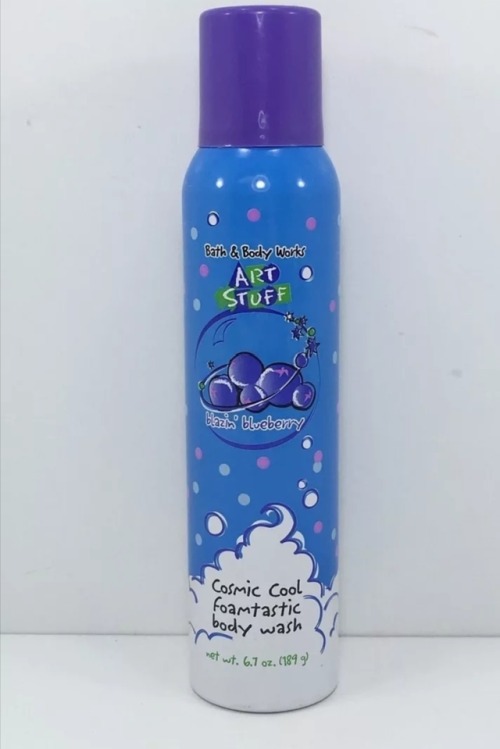 Bath & Body Works
ART
STUFF
blazin' blueberry
Cosmic Cool
foamtastic
body wash
net wt. 6.7 oz. (189 g)